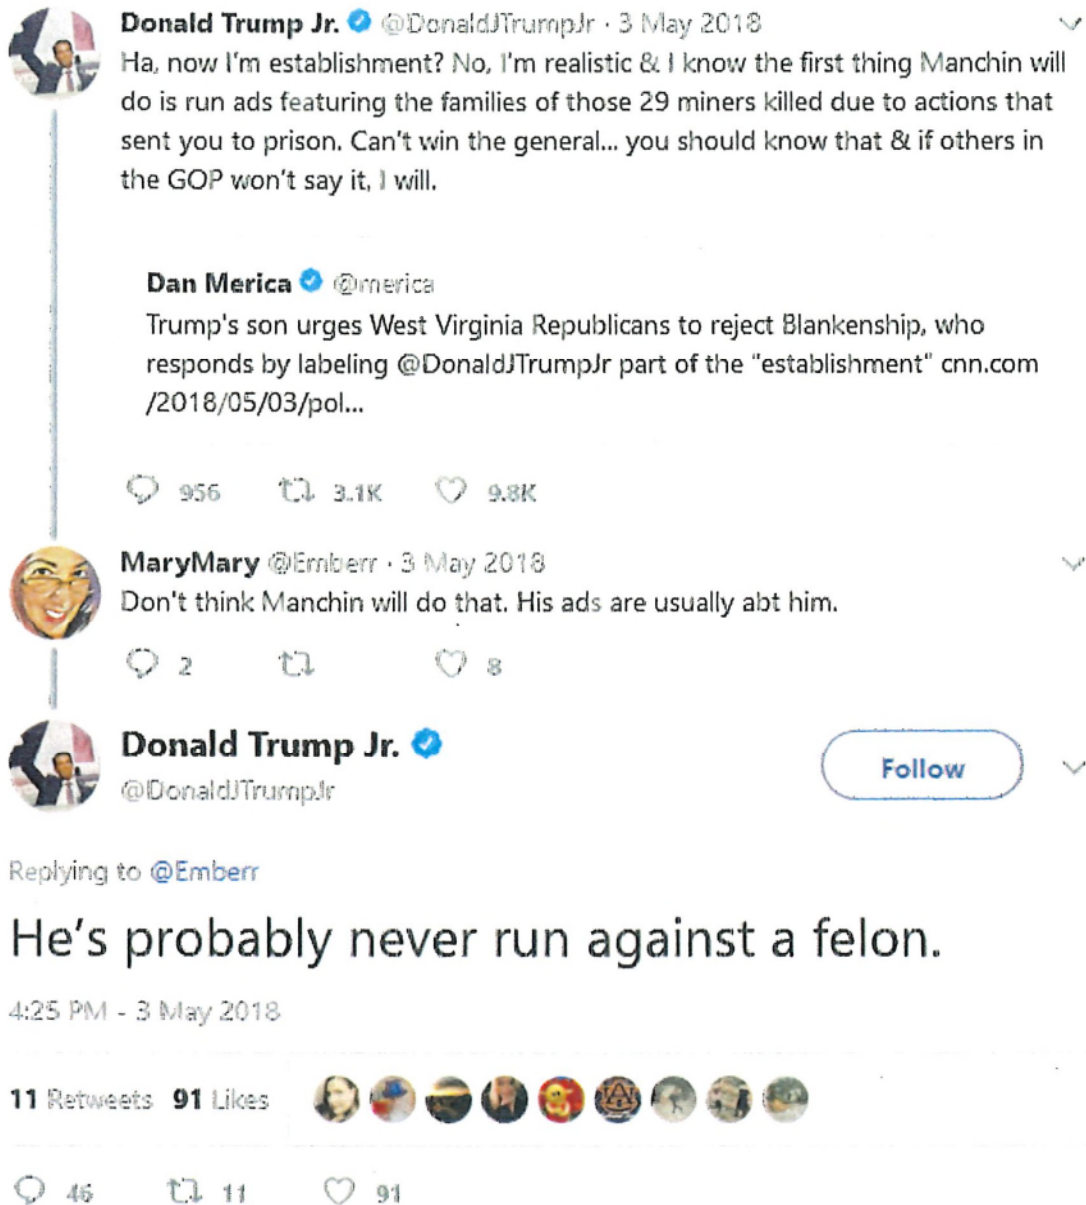 Donald Trump Jr. @DonaldJTrumpJr · 3 May 2018
Ha, now I'm establishment? No, I'm realistic & I know the first thing Manchin will
do is run ads featuring the families of those 29 miners killed due to actions that
sent you to prison. Can't win the general... you should know that & if others in
the GOP won't say it, I will.
Dan Merica @merica
Trump's son urges West Virginia Republicans to reject Blankenship, who
responds by labeling @DonaldJTrumpJr part of the "establishment" cnn.com
/2018/05/03/pol...
956 3.1K 9.8K
MaryMary @Emberr · 3 May 2018
Don't think Manchin will do that. His ads are usually abt him.
2 8
Donald Trump Jr.
@DonaldJTrumpJr
Follow
Replying to @Emberr
He's probably never run against a felon.
4:25 PM - 3 May 2018
11 Retweets 91 Likes
46 11 91